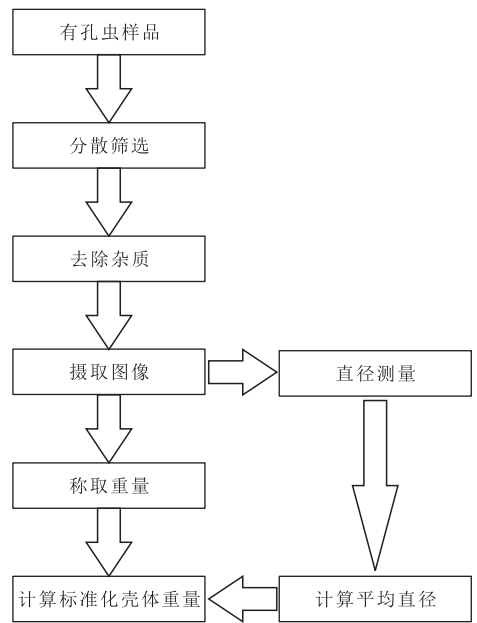 有孔虫样品
分散筛选
去除杂质
摄取图像
直径测量
称取重量
计算标准化壳体重量
计算平均直径